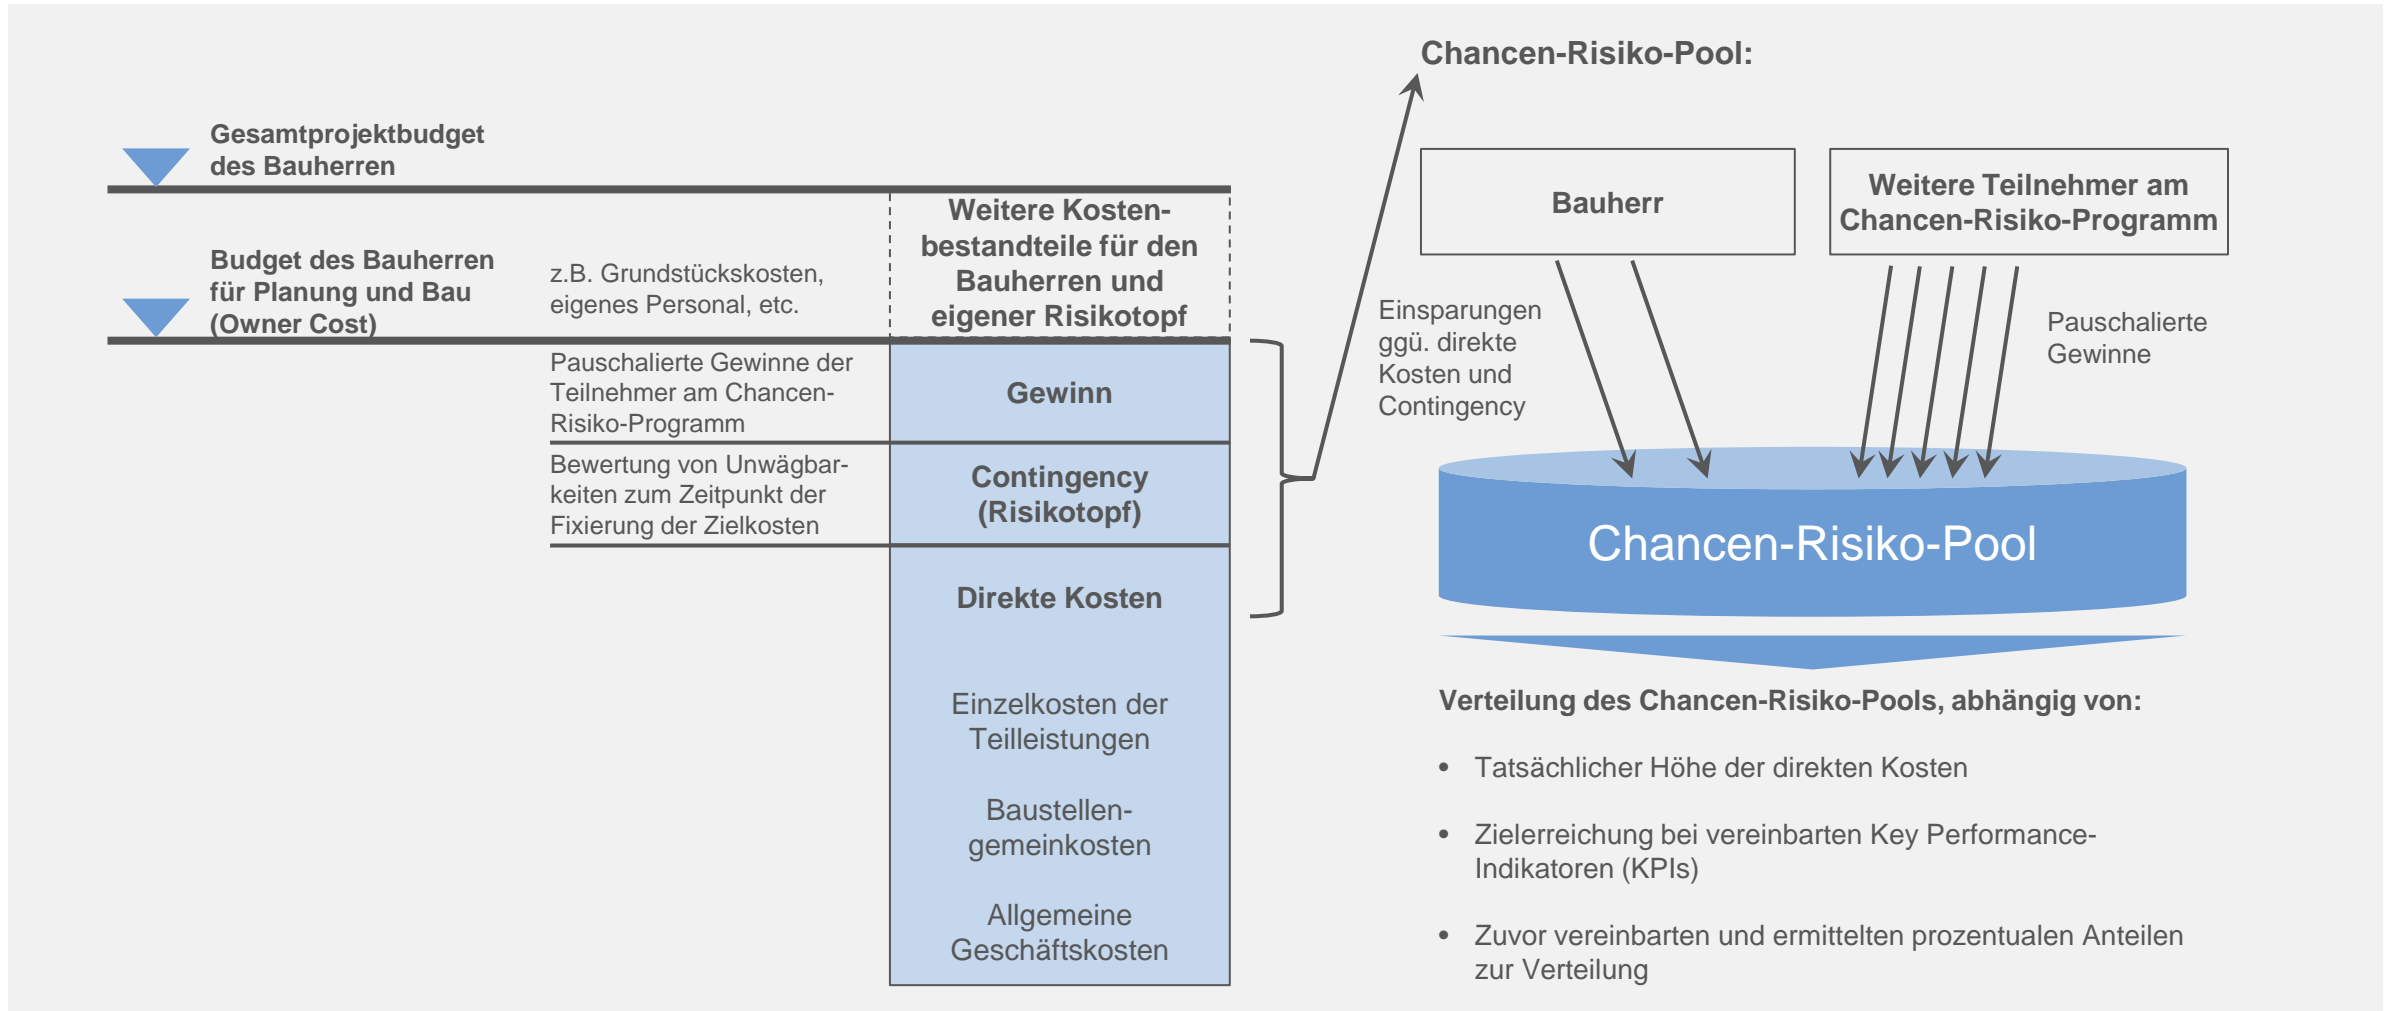 Gesamtprojektbudget
des Bauherren
Budget des Bauherren
für Planung und Bau
(Owner Cost)
z.B. Grundstückskosten,
eigenes Personal, etc.
Weitere Kosten-
bestandteile für den
Bauherren und
eigener Risikotopf
Pauschalierte Gewinne der
Teilnehmer am Chancen-
Risiko-Programm
Gewinn
Bewertung von Unwägbar-
keiten zum Zeitpunkt der
Fixierung der Zielkosten
Contingency
(Risikotopf)
Direkte Kosten
Einzelkosten der
Teilleistungen
Baustellen-
gemeinkosten
Allgemeine
Geschäftskosten
Chancen-Risiko-Pool:
Bauherr
Weitere Teilnehmer am
Chancen-Risiko-Programm
Einsparungen
ggü. direkte
Kosten und
Contingency
Pauschalierte
Gewinne
Chancen-Risiko-Pool
Verteilung des Chancen-Risiko-Pools, abhängig von:
• Tatsächlicher Höhe der direkten Kosten
• Zielerreichung bei vereinbarten Key Performance-
Indikatoren (KPIs)
• Zuvor vereinbarten und ermittelten prozentualen Anteilen
zur Verteilung